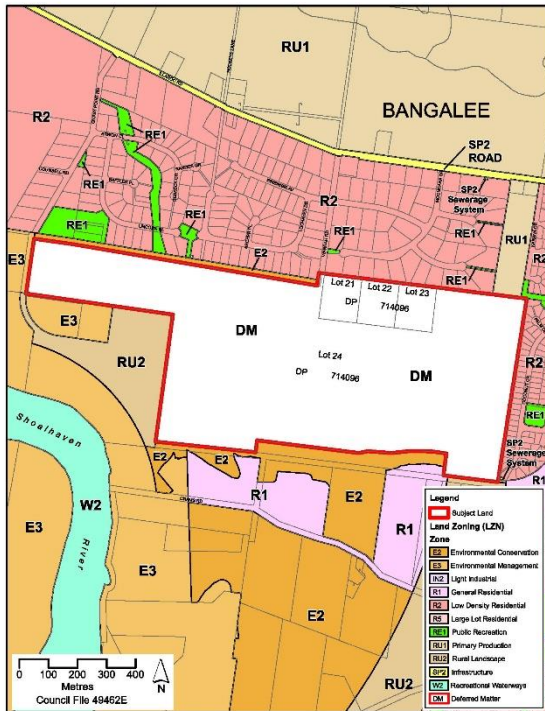 RU1
BANGALEE
R2
RE1
SP2
ROAD
RE1
R2
SP2
Sewerage
System
RE1
RE1
RE1
RE1
RU1
RE1
R2
E3
E2
Lot 21
Lot 22
Lot 23
DP
714096
E3
DM
RU2
Lot 24
DP
714096
DM
R2
RE1
SP2
Sewerage
System
R1
Shoalhaven
River
W2
E2
E2
R1
E2
R1
E3
E3
E2
RU2
Legend
Subject Land
Land Zoning (LZN)
Zone
E2 Environmental Conservation
E3 Environmental Management
IN2 Light Industrial
R1 General Residential
R2 Low Density Residential
R5 Large Lot Residential
RE1 Public Recreation
RU1 Primary Production
RU2 Rural Landscape
SP2 Infrastructure
W2 Recreational Waterways
DM Deferred Matter
0 100 200 300 400
Metres
N
Council File 49462E